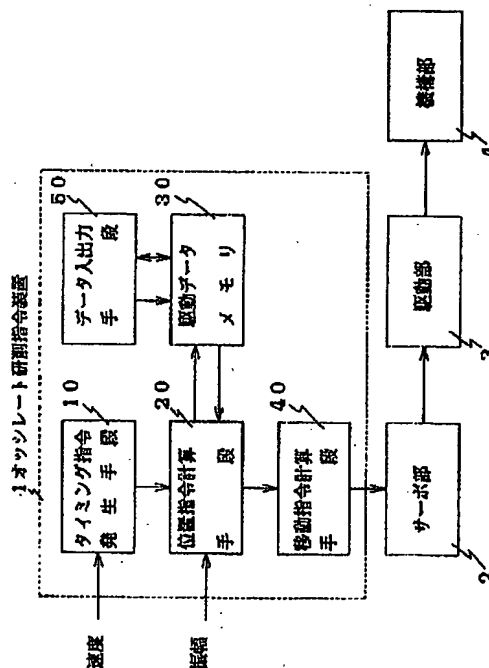 1オッシレート研削指令装置
速度
振幅
10
タイミング指令
発生手段
50
データ入出力
手段
20
位置指令計算
手段
30
駆動データ
メモリ
40
移動指令計算
手段
サーボ部
2
駆動部
3
機構部
4